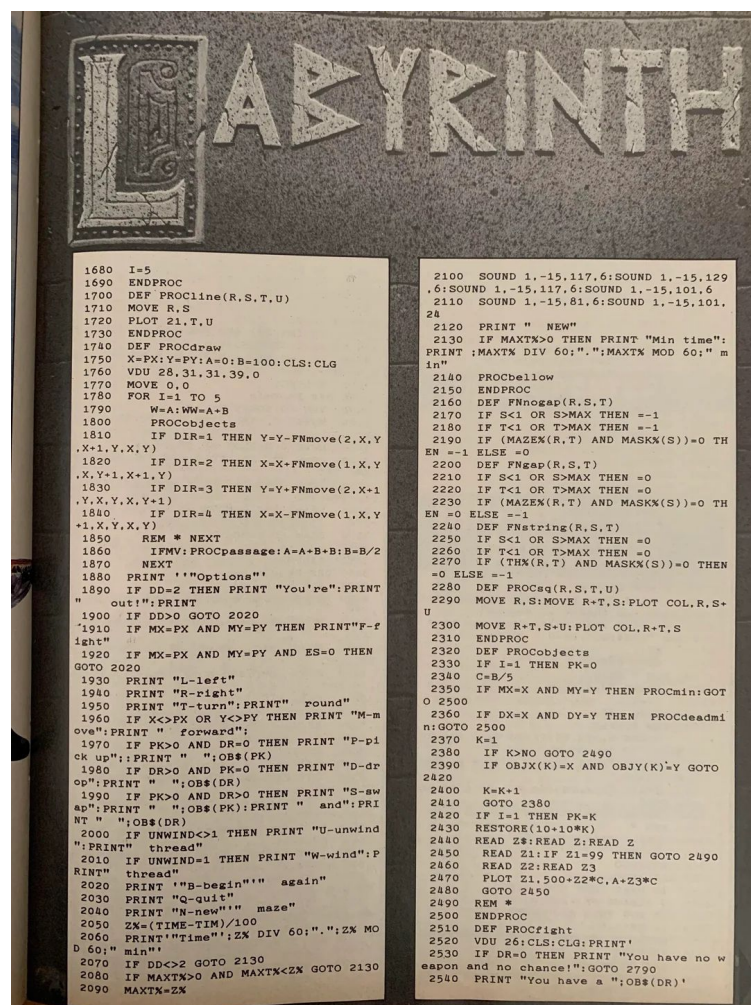 LABYRINTH
1680 I=5
1690 ENDPROC
1700 DEF PROCline(R,S,T,U)
1710 MOVE R,S
1720 PLOT 21,T,U
1730 ENDPROC
1740 DEF PROCdraw
1750 X=PX:Y=PY:A=0:B=100:CLS:CLG
1760 VDU 28,31,31,39,0
1770 MOVE 0,0
1780 FOR I=1 TO 5
1790 W=A:WW=A+B
1800 PROCobjects
1810 IF DIR=1 THEN Y=Y-FNmove(2,X,Y
,X+1,Y,X,Y)
1820 IF DIR=2 THEN X=X+FNmove(1,X,Y
,X,Y+1,X+1,Y)
1830 IF DIR=3 THEN Y=Y+FNmove(2,X+1
,Y,X,Y,X,Y+1)
1840 IF DIR=4 THEN X=X-FNmove(1,X,Y
+1,X,Y,X,Y)
1850 REM * NEXT
1860 IFMV:PROCpassage:A=A+B+B:B=B/2
1870 NEXT
1880 PRINT ''"Options"'
1890 IF DD=2 THEN PRINT "You're":PRINT
" out!":PRINT
1900 IF DD>0 GOTO 2020
1910 IF MX=PX AND MY=PY THEN PRINT"F-f
ight"
1920 IF MX=PX AND MY=PY AND ES=0 THEN
GOTO 2020
1930 PRINT "L-left"
1940 PRINT "R-right"
1950 PRINT "T-turn":PRINT" round"
1960 IF X<>PX OR Y<>PY THEN PRINT "M-m
ove":PRINT " forward";
1970 IF PK>0 AND DR=0 THEN PRINT "P-pi
ck up";:PRINT " ";OB$(PK)
1980 IF DR>0 AND PK=0 THEN PRINT "D-dr
op":PRINT " ";OB$(DR)
1990 IF PK>0 AND DR>0 THEN PRINT "S-sw
ap":PRINT " ";OB$(PK):PRINT " and":PRI
NT " ";OB$(DR)
2000 IF UNWIND<>1 THEN PRINT "U-unwind
":PRINT" thread"
2010 IF UNWIND=1 THEN PRINT "W-wind":P
RINT" thread"
2020 PRINT '"B-begin"'" again"
2030 PRINT "Q-quit"
2040 PRINT "N-new"'" maze"
2050 Z%=(TIME-TIM)/100
2060 PRINT'"Time"';Z% DIV 60;".";Z% MO
D 60;" min"'
2070 IF DD<>2 GOTO 2130
2080 IF MAXT%>0 AND MAXT%<Z% GOTO 2130
2090 MAXT%=Z%
2100 SOUND 1,-15,117,6:SOUND 1,-15,129
,6:SOUND 1,-15,117,6:SOUND 1,-15,101,6
2110 SOUND 1,-15,81,6:SOUND 1,-15,101,
24
2120 PRINT " NEW"
2130 IF MAXT%>0 THEN PRINT "Min time":
PRINT ;MAXT% DIV 60;".";MAXT% MOD 60;" m
in"
2140 PROCbellow
2150 ENDPROC
2160 DEF FNnogap(R,S,T)
2170 IF S<1 OR S>MAX THEN =-1
2180 IF T<1 OR T>MAX THEN =-1
2190 IF (MAZE%(R,T) AND MASK%(S))=0 TH
EN =-1 ELSE =0
2200 DEF FNgap(R,S,T)
2210 IF S<1 OR S>MAX THEN =0
2220 IF T<1 OR T>MAX THEN =0
2230 IF (MAZE%(R,T) AND MASK%(S))=0 TH
EN =0 ELSE =-1
2240 DEF FNstring(R,S,T)
2250 IF S<1 OR S>MAX THEN =0
2260 IF T<1 OR T>MAX THEN =0
2270 IF (TH%(R,T) AND MASK%(S))=0 THEN
=0 ELSE =-1
2280 DEF PROCsq(R,S,T,U)
2290 MOVE R,S:MOVE R+T,S:PLOT COL,R,S+
U
2300 MOVE R+T,S+U:PLOT COL,R+T,S
2310 ENDPROC
2320 DEF PROCobjects
2330 IF I=1 THEN PK=0
2340 C=B/5
2350 IF MX=X AND MY=Y THEN PROCmin:GOT
O 2500
2360 IF DX=X AND DY=Y THEN PROCdeadmi
n:GOTO 2500
2370 K=1
2380 IF K>NO GOTO 2490
2390 IF OBJX(K)=X AND OBJY(K)=Y GOTO
2420
2400 K=K+1
2410 GOTO 2380
2420 IF I=1 THEN PK=K
2430 RESTORE(10+10*K)
2440 READ Z$:READ Z:READ Z
2450 READ Z1:IF Z1=99 THEN GOTO 2490
2460 READ Z2:READ Z3
2470 PLOT Z1,500+Z2*C,A+Z3*C
2480 GOTO 2450
2490 REM *
2500 ENDPROC
2510 DEF PROCfight
2520 VDU 26:CLS:CLG:PRINT'
2530 IF DR=0 THEN PRINT "You have no w
eapon and no chance!":GOTO 2790
2540 PRINT "You have a ";OB$(DR)'